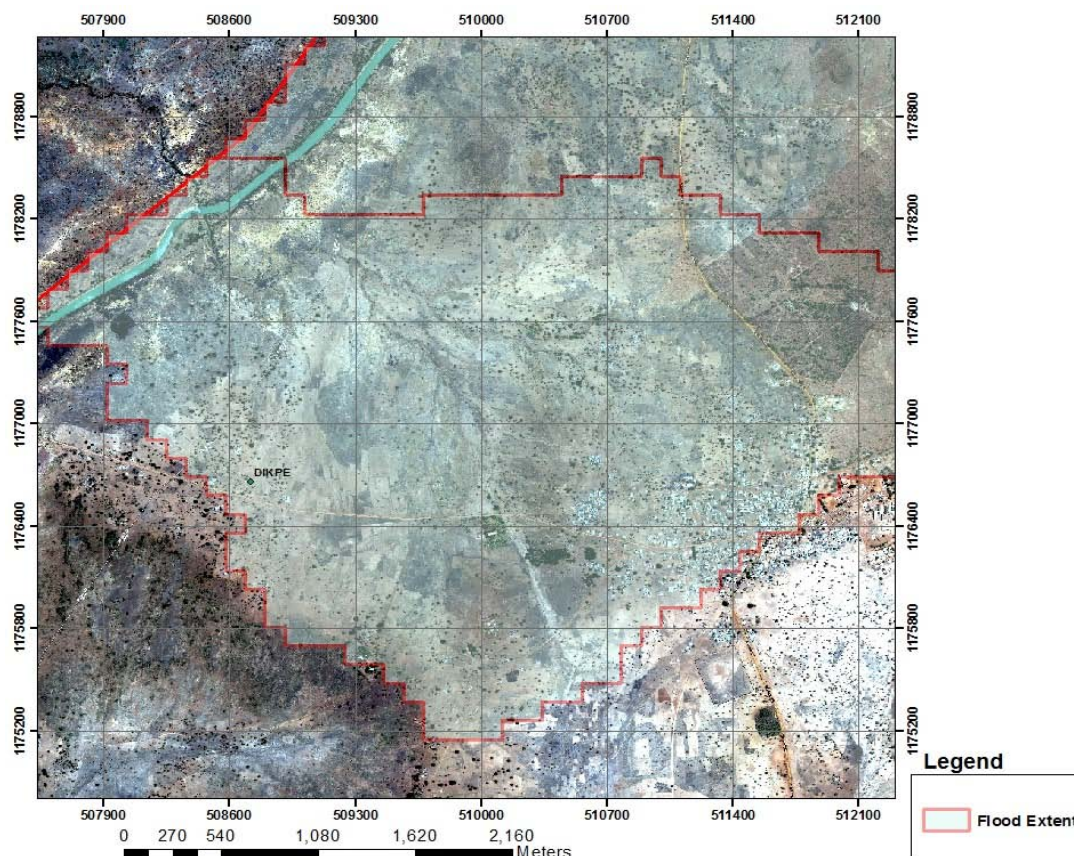 507900 508600 509300 510000 510700 511400 512100
1178800 1178800
1178200 1178200
1177600 1177600
1177000 1177000
DIKPE
1176400 1176400
1175800 1175800
1175200 1175200
507900 508600 509300 510000 510700 511400 512100
0 270 540 1,080 1,620 2,160
Meters
Legend
Flood Extent